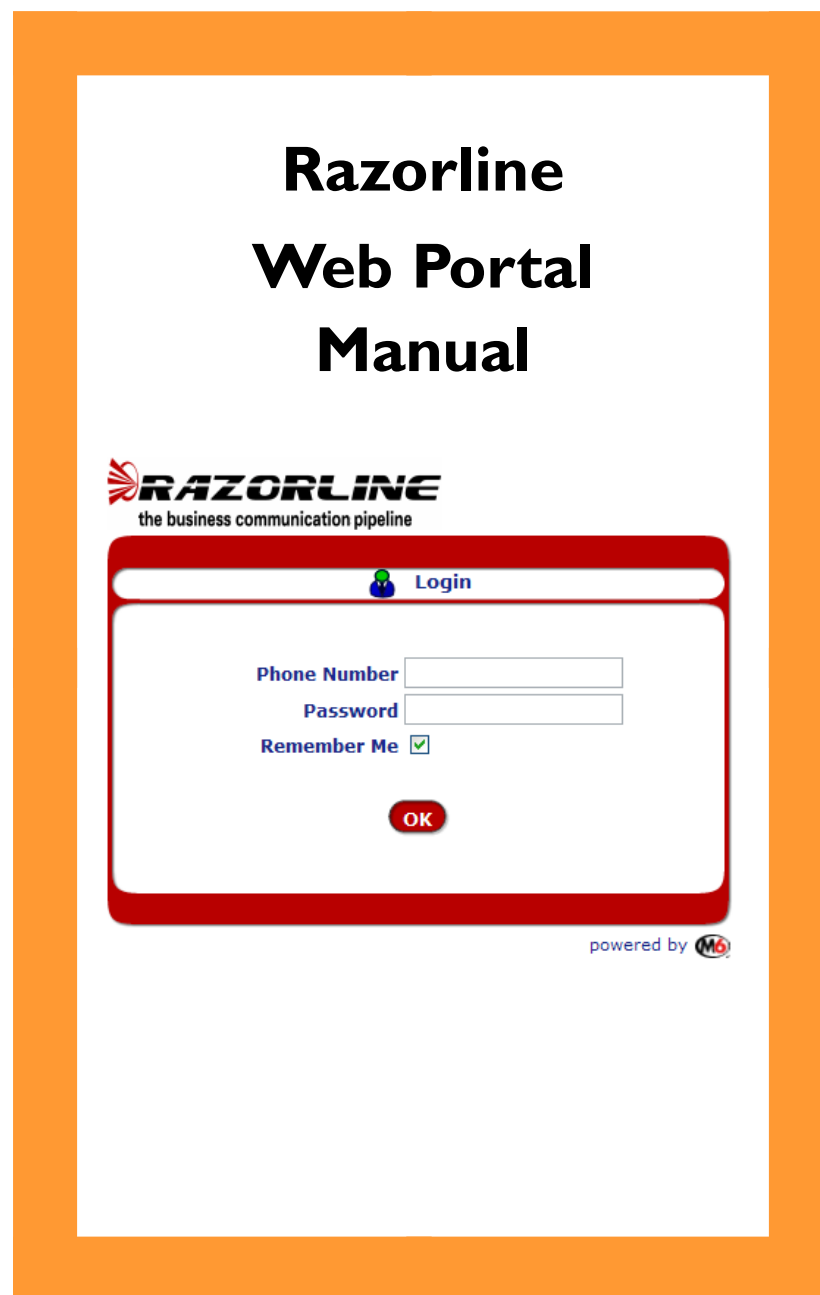 Razorline
Web Portal
Manual
RAZORLINE
the business communication pipeline
Login
Phone Number
Password
Remember Me
OK
powered by M6